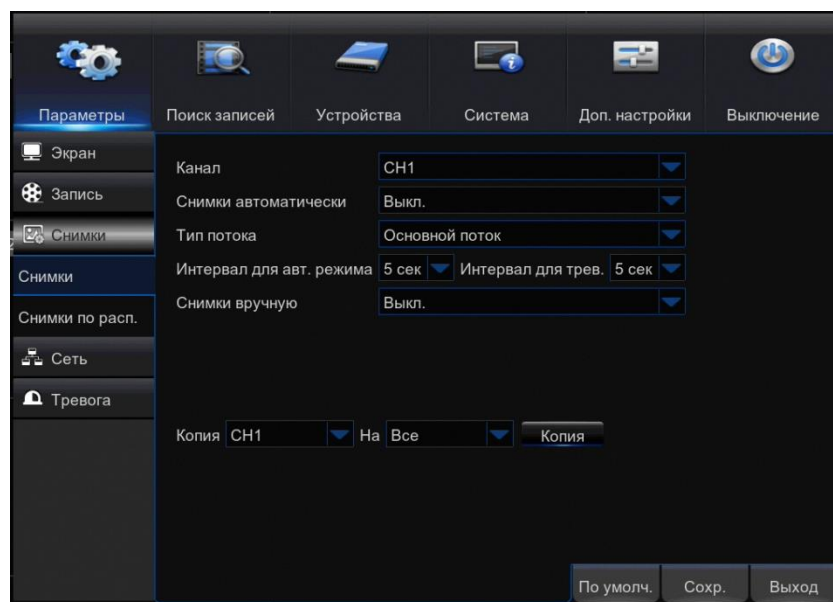 Параметры
Поиск записей
Устройства
Система
Доп. настройки
Выключение
Экран
Запись
Снимки
Снимки
Снимки по расп.
Сеть
Тревога
Канал CH1
Снимки автоматически Выкл.
Тип потока Основной поток
Интервал для авт. режима 5 сек Интервал для трев. 5 сек
Снимки вручную Выкл.
Копия CH1 На Все Копия
По умолч. Сохр. Выход